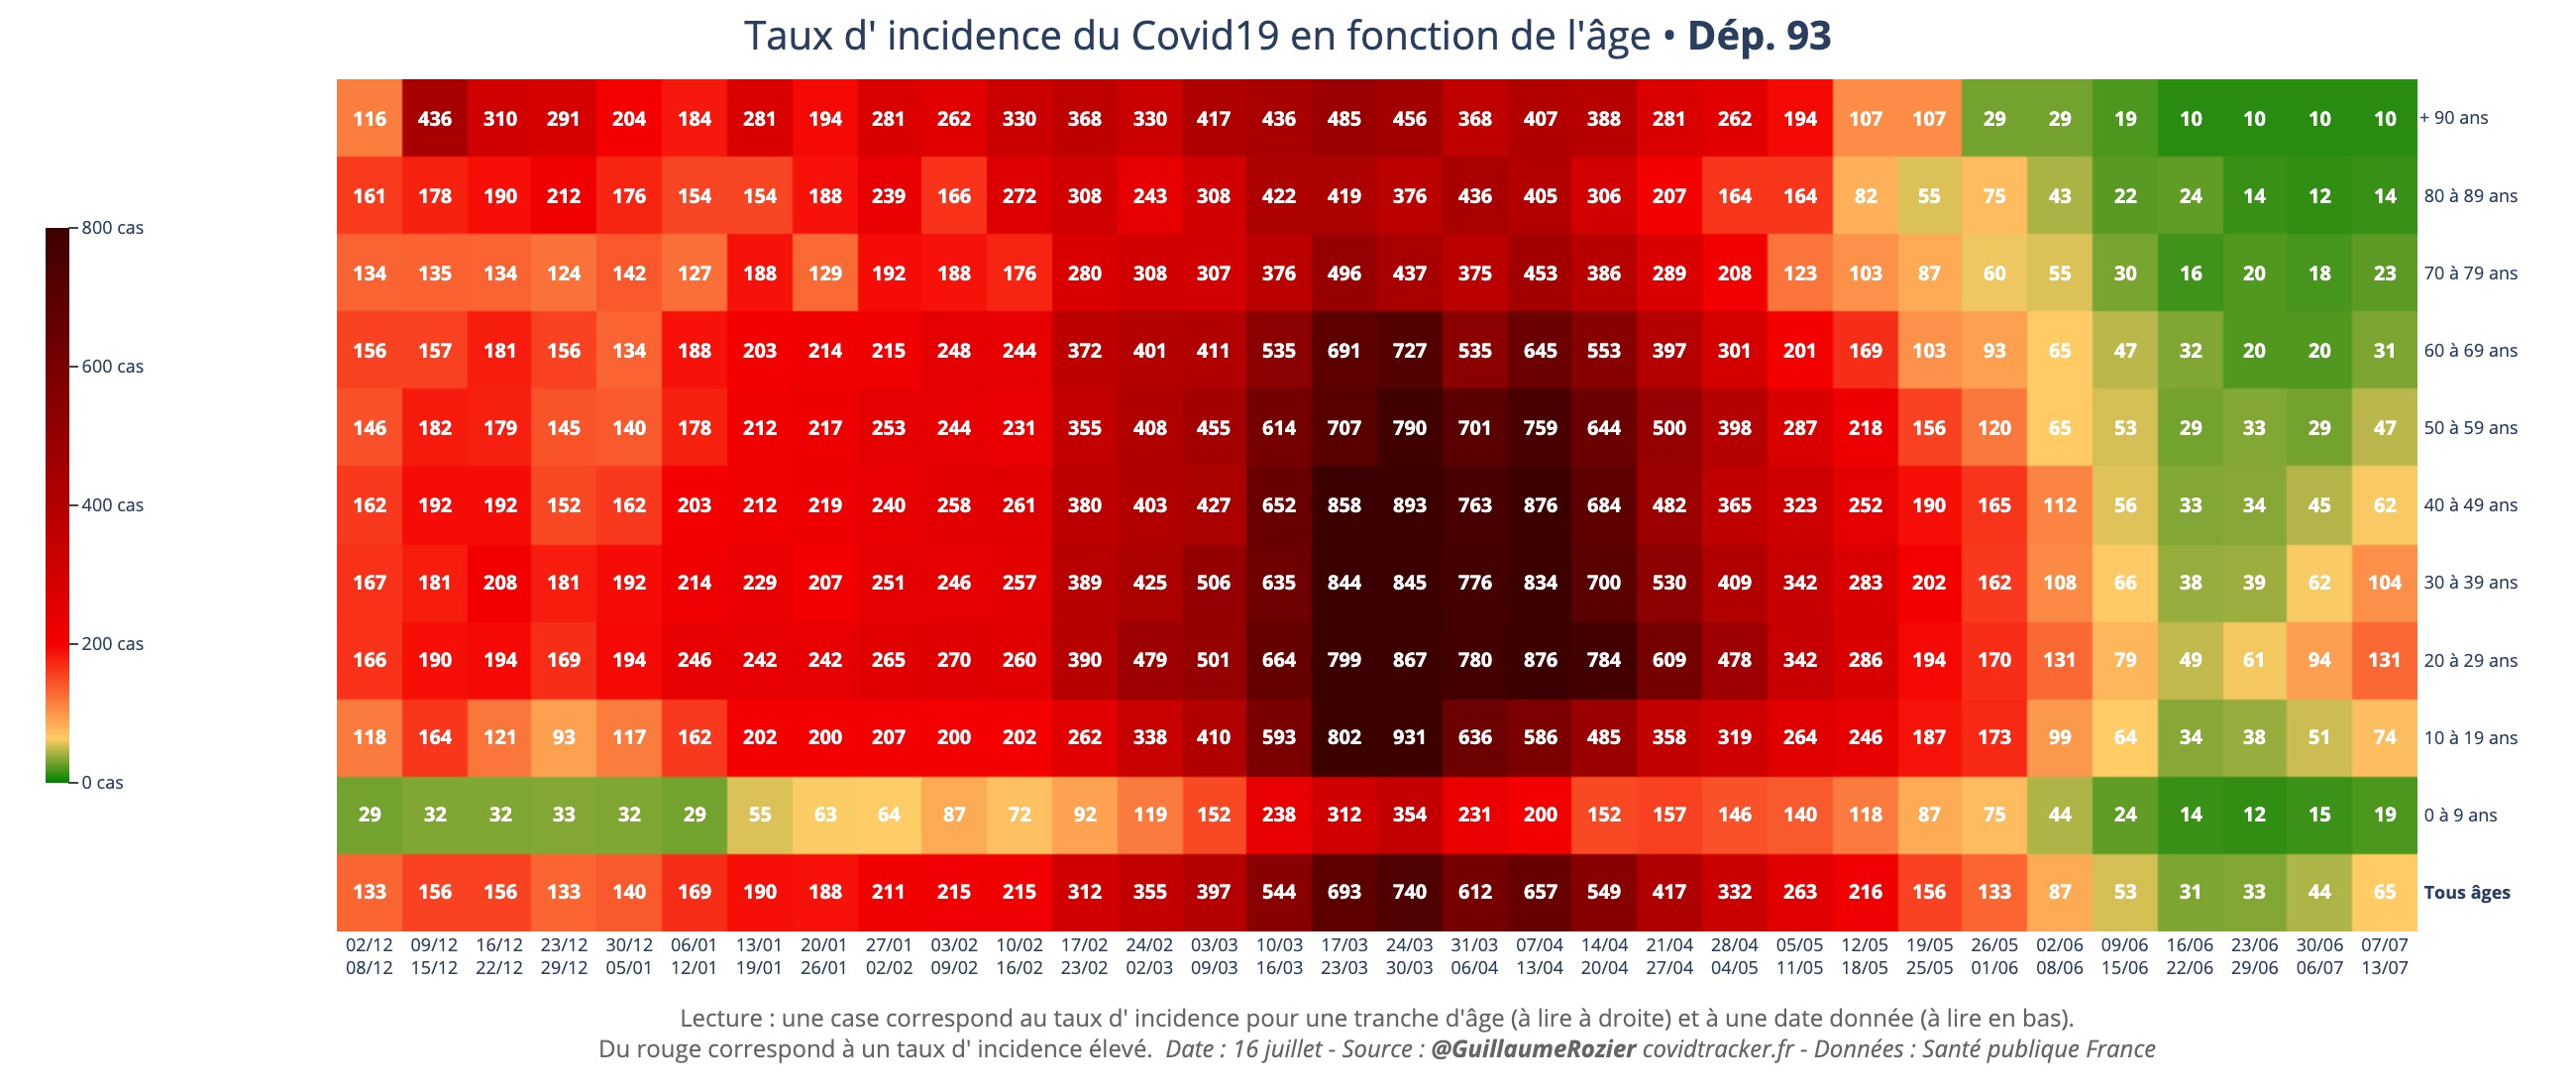 Taux d' incidence du Covid19 en fonction de l'âge • Dép. 93
800 cas
600 cas
400 cas
200 cas
0 cas
116 436 310 291 204 184 281 194 281 262 330 368 330 417 436 485 456 368 407 388 281 262 194 107 107 29 29 19 10 10 10 10 + 90 ans
161 178 190 212 176 154 154 188 239 166 272 308 243 308 422 419 376 436 405 306 207 164 164 82 55 75 43 22 24 14 12 14 80 à 89 ans
134 135 134 124 142 127 188 129 192 188 176 280 308 307 376 496 437 375 453 386 289 208 123 103 87 60 55 30 16 20 18 23 70 à 79 ans
156 157 181 156 134 188 203 214 215 248 244 372 401 411 535 691 727 535 645 553 397 301 201 169 103 93 65 47 32 20 20 31 60 à 69 ans
146 182 179 145 140 178 212 217 253 244 231 355 408 455 614 707 790 701 759 644 500 398 287 218 156 120 65 53 29 33 29 47 50 à 59 ans
162 192 192 152 162 203 212 219 240 258 261 380 403 427 652 858 893 763 876 684 482 365 323 252 190 165 112 56 33 34 45 62 40 à 49 ans
167 181 208 181 192 214 229 207 251 246 257 389 425 506 635 844 845 776 834 700 530 409 342 283 202 162 108 66 38 39 62 104 30 à 39 ans
166 190 194 169 194 246 242 242 265 270 260 390 479 501 664 799 867 780 876 784 609 478 342 286 194 170 131 79 49 61 94 131 20 à 29 ans
118 164 121 93 117 162 202 200 207 200 202 262 338 410 593 802 931 636 586 485 358 319 264 246 187 173 99 64 34 38 51 74 10 à 19 ans
29 32 32 33 32 29 55 63 64 87 72 92 119 152 238 312 354 231 200 152 157 146 140 118 87 75 44 24 14 12 15 19 0 à 9 ans
133 156 156 133 140 169 190 188 211 215 215 312 355 397 544 693 740 612 657 549 417 332 263 216 156 133 87 53 31 33 44 65 Tous âges
02/12 09/12 16/12 23/12 30/12 06/01 13/01 20/01 27/01 03/02 10/02 17/02 24/02 03/03 10/03 17/03 24/03 31/03 07/04 14/04 21/04 28/04 05/05 12/05 19/05 26/05 02/06 09/06 16/06 23/06 30/06 07/07
08/12 15/12 22/12 29/12 05/01 12/01 19/01 26/01 02/02 09/02 16/02 23/02 02/03 09/03 16/03 23/03 30/03 06/04 13/04 20/04 27/04 04/05 11/05 18/05 25/05 01/06 08/06 15/06 22/06 29/06 06/07 13/07
Lecture : une case correspond au taux d' incidence pour une tranche d'âge (à lire à droite) et à une date donnée (à lire en bas).
Du rouge correspond à un taux d' incidence élevé. Date : 16 juillet - Source : @GuillaumeRozier covidtracker.fr - Données : Santé publique France